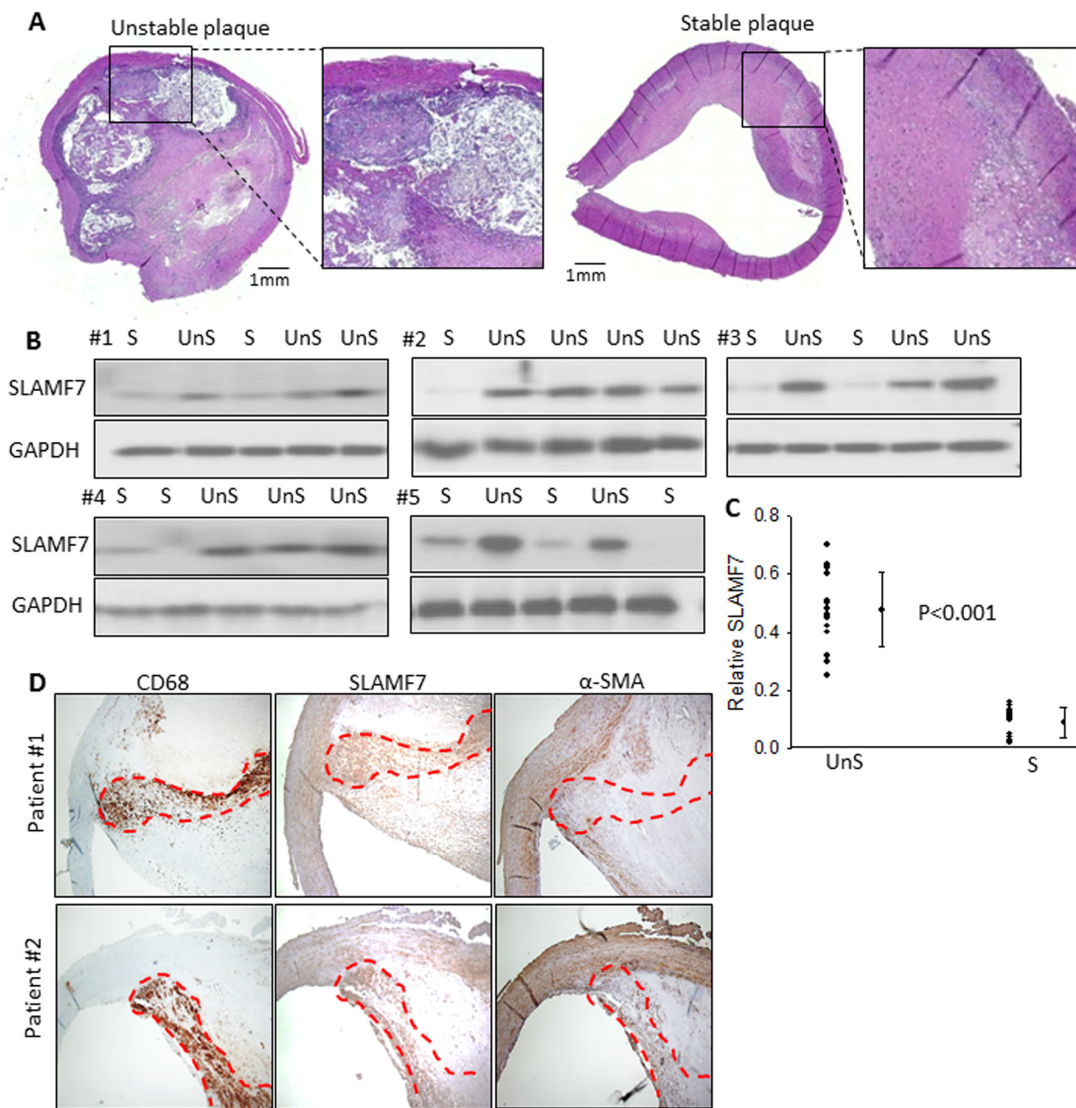 A
Unstable plaque
Stable plaque
1mm
1mm
B
#1 S UnS S UnS UnS
#2 S UnS UnS UnS UnS
#3 S UnS S UnS UnS
SLAMF7
GAPDH
#4 S S UnS UnS UnS
#5 S UnS S UnS S
SLAMF7
GAPDH
C
0.8
0.6
0.4
0.2
0.0
Relative SLAMF7
P<0.001
UnS S
D
CD68 SLAMF7 α-SMA
Patient #1
Patient #2